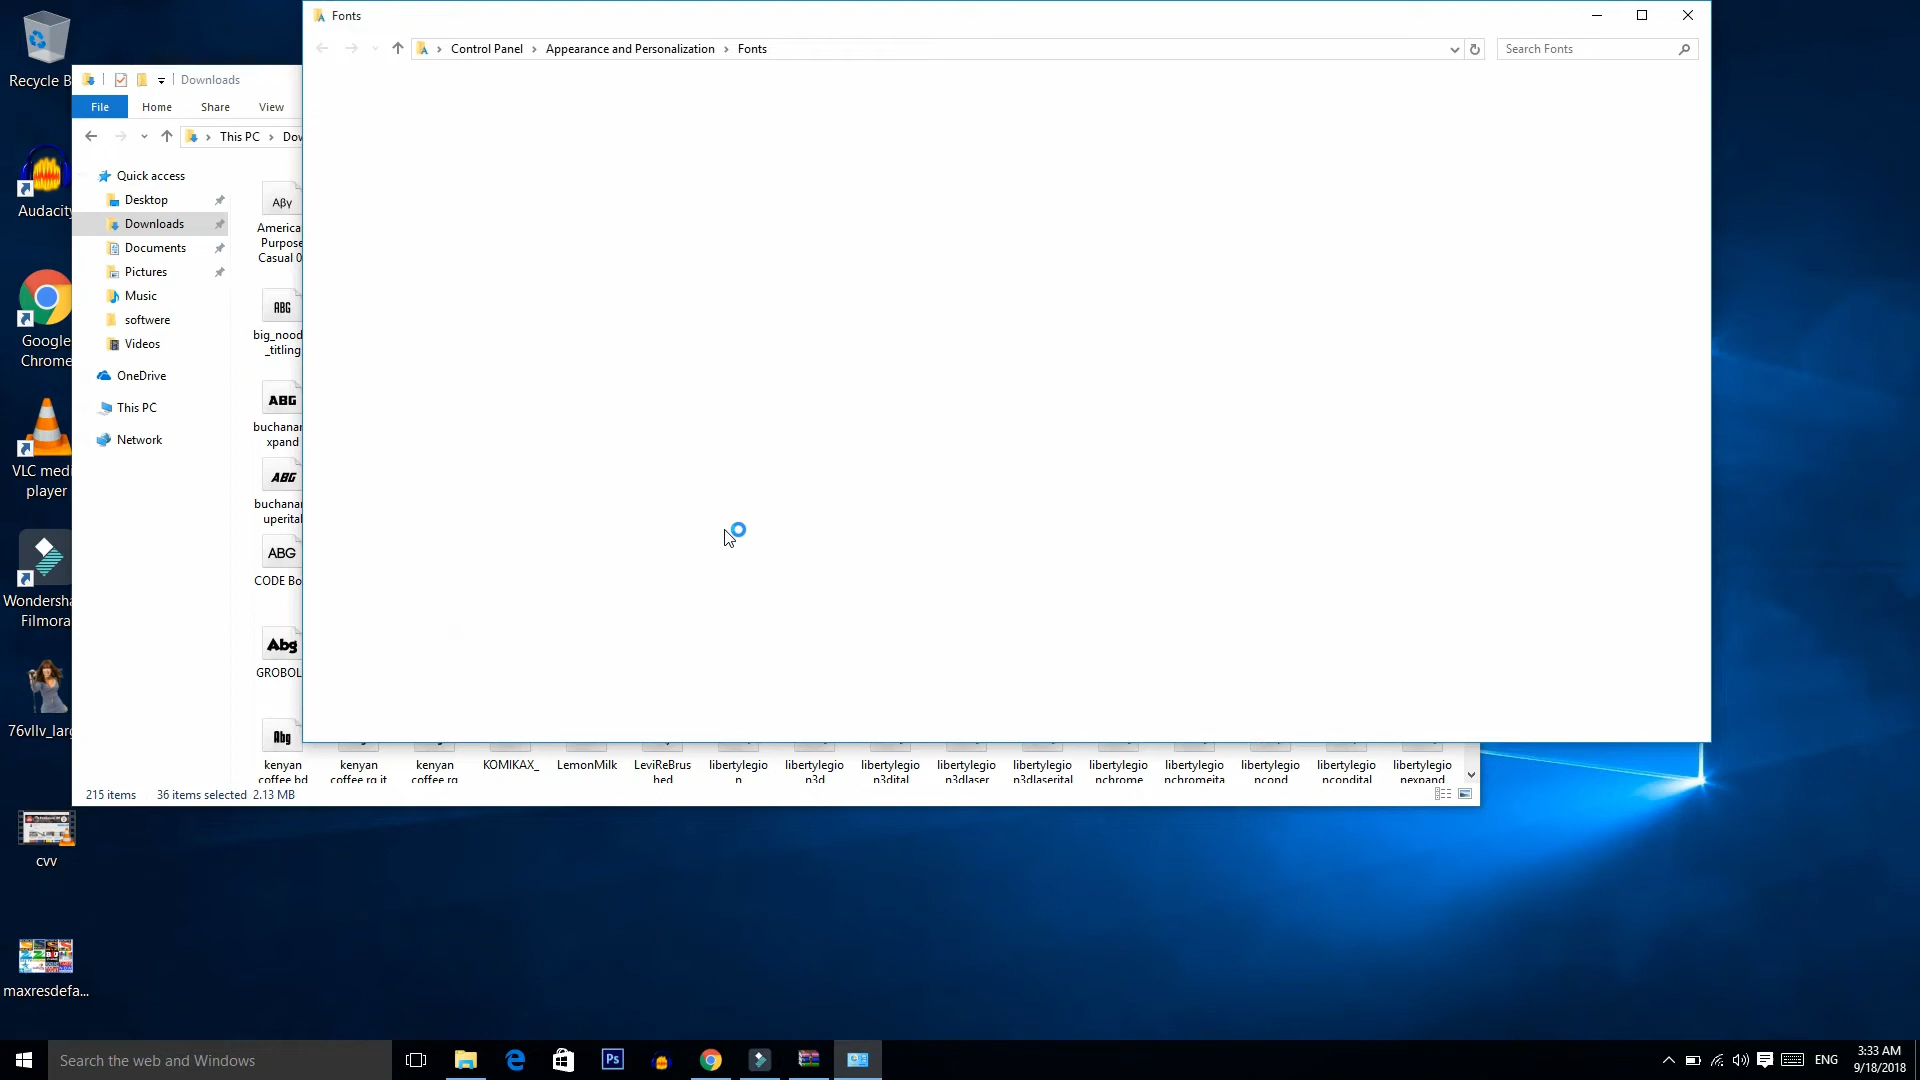 Fonts
Control Panel
Appearance and Personalization
Fonts
Search Fonts
Recycle B
Downloads
File
Home
Share
View
This PC
Dov
Quick access
Desktop
Downloads
Documents
Pictures
Music
softwere
Videos
OneDrive
This PC
Network
Audacity
Google
Chrome
VLC medi
player
Wondersha
Filmora
76vllv_larg
cvv
maxresdefa...
Aβγ
America
Purpose
Casual 0
ABG
big_nood
_titling
ABG
buchanan
xpand
ABG
buchanan
uperital
ABG
CODE Bo
Abg
GROBOL
Abg
kenyan
coffee bd
kenyan
coffee rg it
kenyan
coffee rg
KOMIKAX_
LemonMilk
LeviReBrus
hed
libertylegio
n
libertylegio
n3d
libertylegio
n3dital
libertylegio
n3dlaser
libertylegio
n3dlaserital
libertylegio
nchrome
libertylegio
nchromeita
libertylegio
ncond
libertylegio
ncondital
libertylegio
nexpand
215 items
36 items selected
2.13 MB
Search the web and Windows
Ps
ENG
3:33 AM
9/18/2018